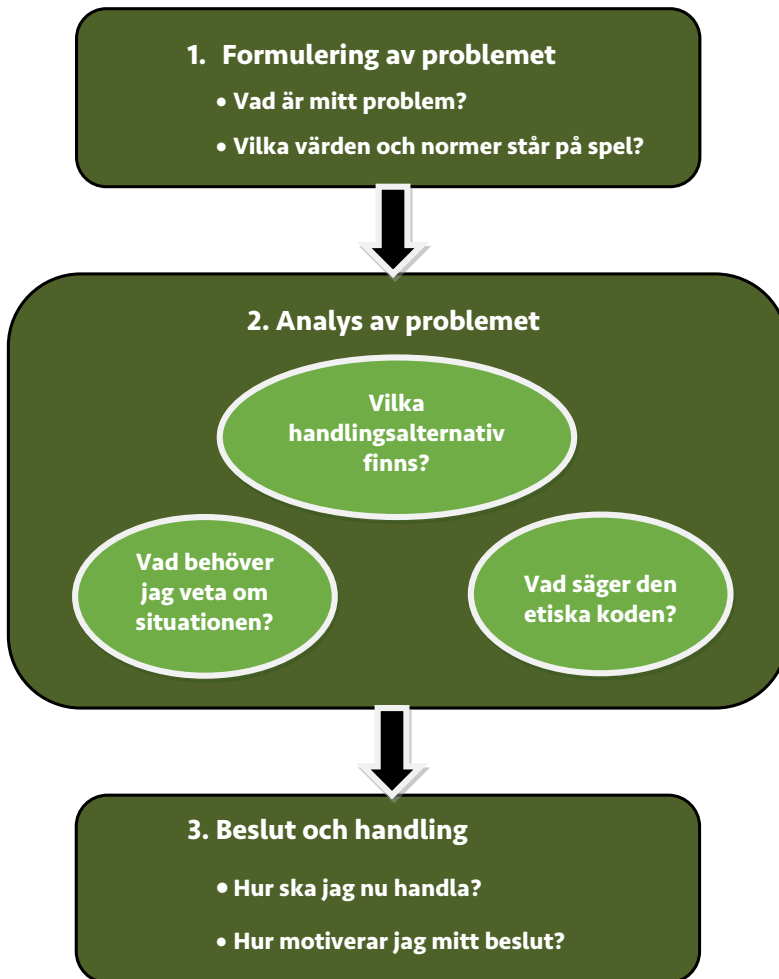 1. Formulering av problemet
• Vad är mitt problem?
• Vilka värden och normer står på spel?
2. Analys av problemet
Vilka
handlingsalternativ
finns?
Vad behöver
jag veta om
situationen?
Vad säger den
etiska koden?
3. Beslut och handling
• Hur ska jag nu handla?
• Hur motiverar jag mitt beslut?